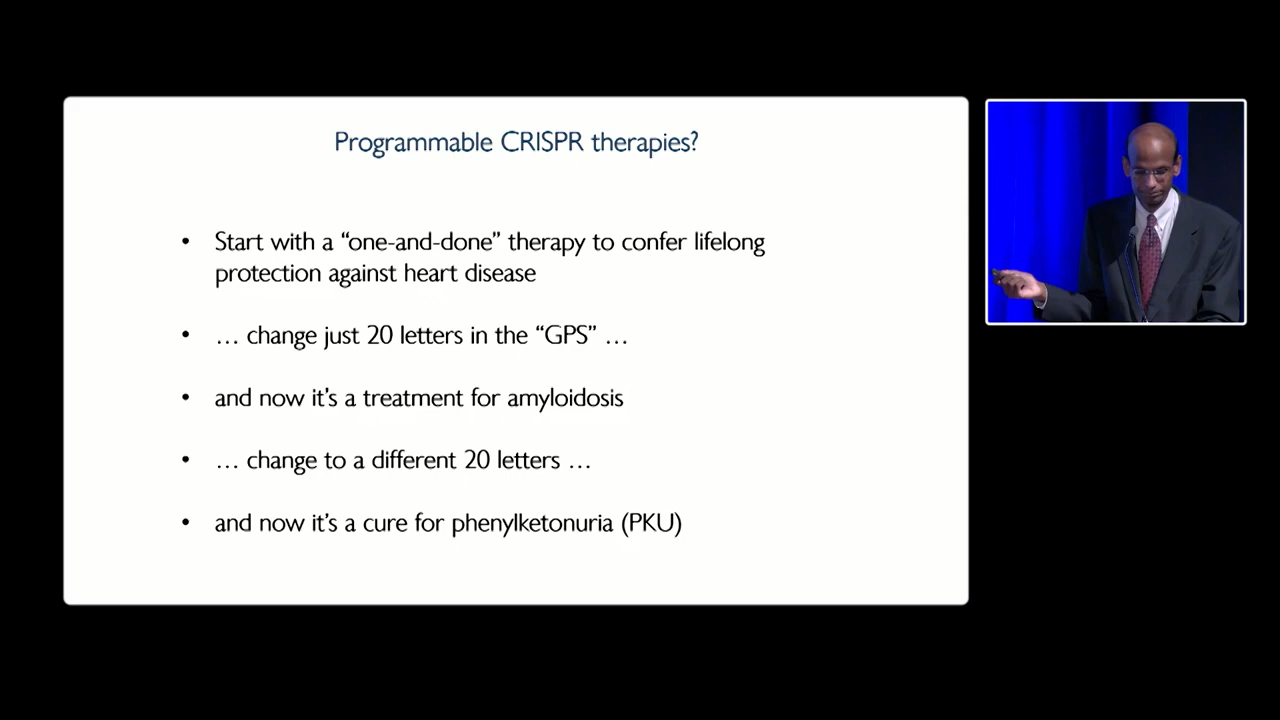 Programmable CRISPR therapies?
• Start with a “one-and-done” therapy to confer lifelong
protection against heart disease
• … change just 20 letters in the “GPS” …
• and now it’s a treatment for amyloidosis
• … change to a different 20 letters …
• and now it’s a cure for phenylketonuria (PKU)